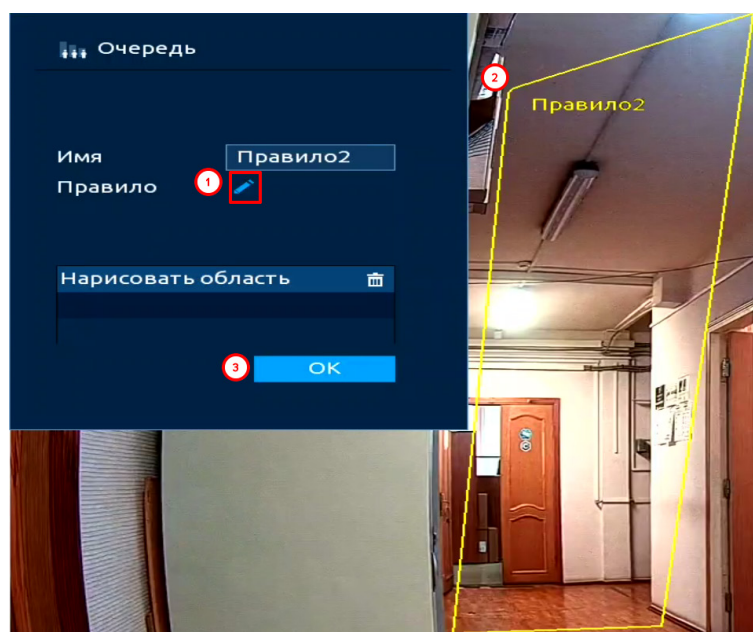 Очередь
Имя
Правило2
Правило
1
Нарисовать область
3
OK
2
Правило2